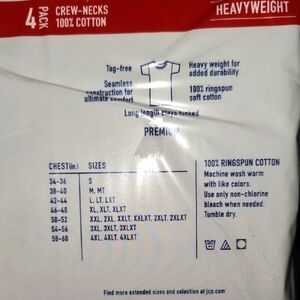 4 PACK
CREW-NECKS
100% COTTON
HEAVYWEIGHT
Tag-free
Seamless
construction for
ultimate comfort
Heavy weight for
added durability
100% ringspun
soft cotton
Long length stays tucked
PREMIUM
CHEST(in.) SIZES
34-36 S
38-40 M, MT
42-44 L, LT, LXT
46-48 XL, XLT, XLXT
50-52 XXL, 2XL, XXLT, XXLXT, 2XLT, 2XLXT
54-56 3XL, 3XLT, 3XLXT
58-60 4XL, 4XLT, 4XLXT
100% RINGSPUN COTTON
Machine wash warm
with like colors.
Use only non-chlorine
bleach when needed.
Tumble dry.
Find more extended sizes and selection at jcp.com.